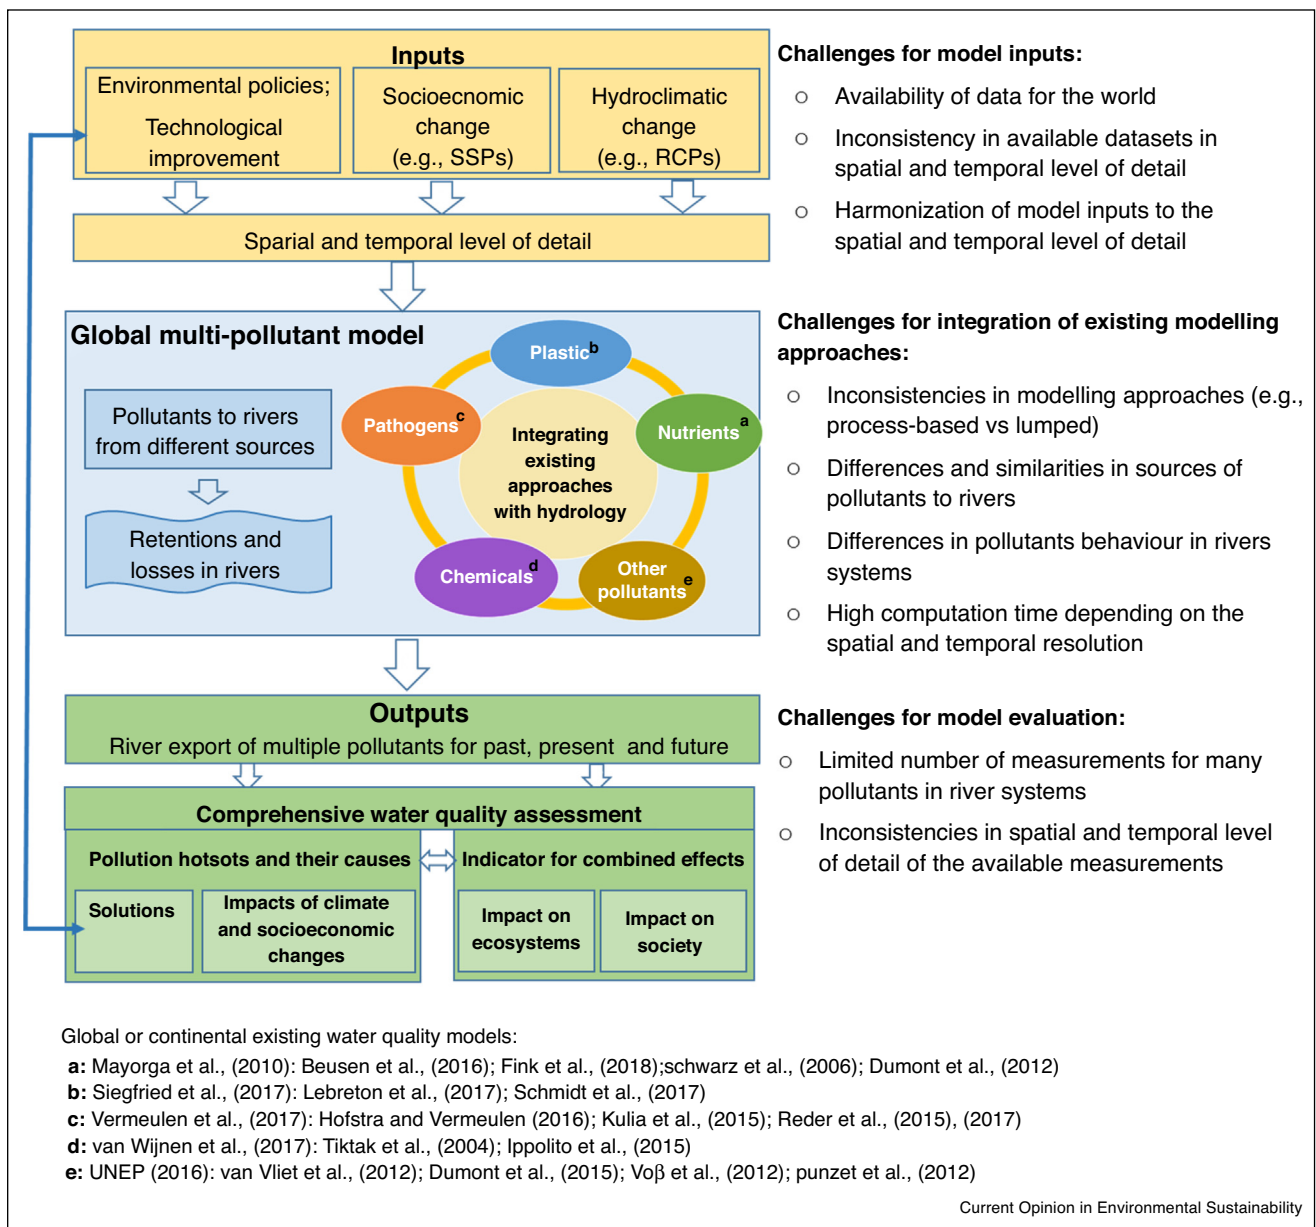 Inputs
Environmental policies;
Technological
improvement
Socioecnomic
change
(e.g., SSPs)
Hydroclimatic
change
(e.g., RCPs)
Sparial and temporal level of detail
Challenges for model inputs:
Availability of data for the world
Inconsistency in available datasets in
spatial and temporal level of detail
Harmonization of model inputs to the
spatial and temporal level of detail
Global multi-pollutant model
Pollutants to rivers
from different sources
Retentions and
losses in rivers
Plastic b
Pathogens c
Nutrients a
Integrating
existing
approaches
with hydrology
Chemicals d
Other
pollutants e
Challenges for integration of existing modelling
approaches:
Inconsistencies in modelling approaches (e.g.,
process-based vs lumped)
Differences and similarities in sources of
pollutants to rivers
Differences in pollutants behaviour in rivers
systems
High computation time depending on the
spatial and temporal resolution
Outputs
River export of multiple pollutants for past, present and future
Comprehensive water quality assessment
Pollution hotsots and their causes
Indicator for combined effects
Solutions
Impacts of climate
and socioeconomic
changes
Impact on
ecosystems
Impact on
society
Challenges for model evaluation:
Limited number of measurements for many
pollutants in river systems
Inconsistencies in spatial and temporal level
of detail of the available measurements
Global or continental existing water quality models:
a: Mayorga et al., (2010): Beusen et al., (2016); Fink et al., (2018);schwarz et al., (2006); Dumont et al., (2012)
b: Siegfried et al., (2017): Lebreton et al., (2017); Schmidt et al., (2017)
c: Vermeulen et al., (2017): Hofstra and Vermeulen (2016); Kulia et al., (2015); Reder et al., (2015), (2017)
d: van Wijnen et al., (2017): Tiktak et al., (2004); Ippolito et al., (2015)
e: UNEP (2016): van Vliet et al., (2012); Dumont et al., (2015); Voβ et al., (2012); punzet et al., (2012)
Current Opinion in Environmental Sustainability